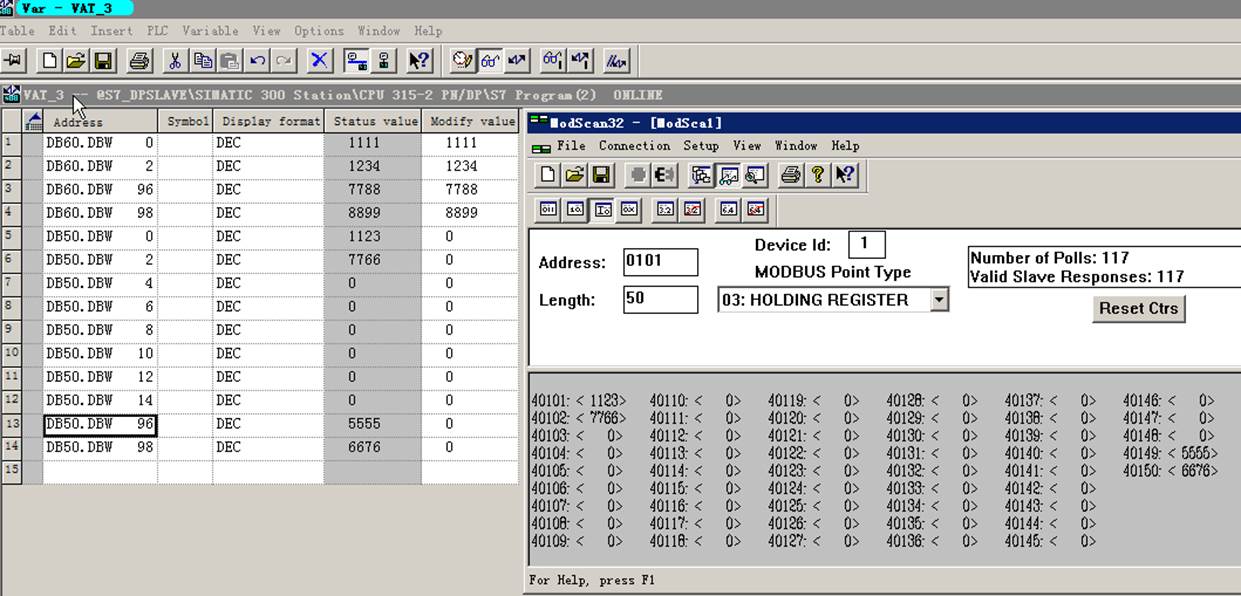 Var - VAT_3
Table Edit Insert PLC Variable View Options Window Help
VAT_3 -- @S7_DPSLAVE\SIMATIC 300 Station\CPU 315-2 PN/DP\S7 Program(2) ONLINE
Address Symbol Display format Status value Modify value
1 DB60.DBW 0 DEC 1111 1111
2 DB60.DBW 2 DEC 1234 1234
3 DB60.DBW 96 DEC 7788 7788
4 DB60.DBW 98 DEC 8899 8899
5 DB50.DBW 0 DEC 1123 0
6 DB50.DBW 2 DEC 7766 0
7 DB50.DBW 4 DEC 0 0
8 DB50.DBW 6 DEC 0 0
9 DB50.DBW 8 DEC 0 0
10 DB50.DBW 10 DEC 0 0
11 DB50.DBW 12 DEC 0 0
12 DB50.DBW 14 DEC 0 0
13 DB50.DBW 96 DEC 5555 0
14 DB50.DBW 98 DEC 6676 0
15
ModScan32 - [ModSca1]
File Connection Setup View Window Help
Address: 0101
Length: 50
Device Id: 1
MODBUS Point Type
03: HOLDING REGISTER
Number of Polls: 117
Valid Slave Responses: 117
Reset Ctrs
40101: < 1123> 40110: < 0> 40119: < 0> 40128: < 0> 40137: < 0> 40146: < 0>
40102: < 7766> 40111: < 0> 40120: < 0> 40129: < 0> 40138: < 0> 40147: < 0>
40103: < 0> 40112: < 0> 40121: < 0> 40130: < 0> 40139: < 0> 40148: < 0>
40104: < 0> 40113: < 0> 40122: < 0> 40131: < 0> 40140: < 0> 40149: < 5555>
40105: < 0> 40114: < 0> 40123: < 0> 40132: < 0> 40141: < 0> 40150: < 6676>
40106: < 0> 40115: < 0> 40124: < 0> 40133: < 0> 40142: < 0>
40107: < 0> 40116: < 0> 40125: < 0> 40134: < 0> 40143: < 0>
40108: < 0> 40117: < 0> 40126: < 0> 40135: < 0> 40144: < 0>
40109: < 0> 40118: < 0> 40127: < 0> 40136: < 0> 40145: < 0>
For Help, press F1